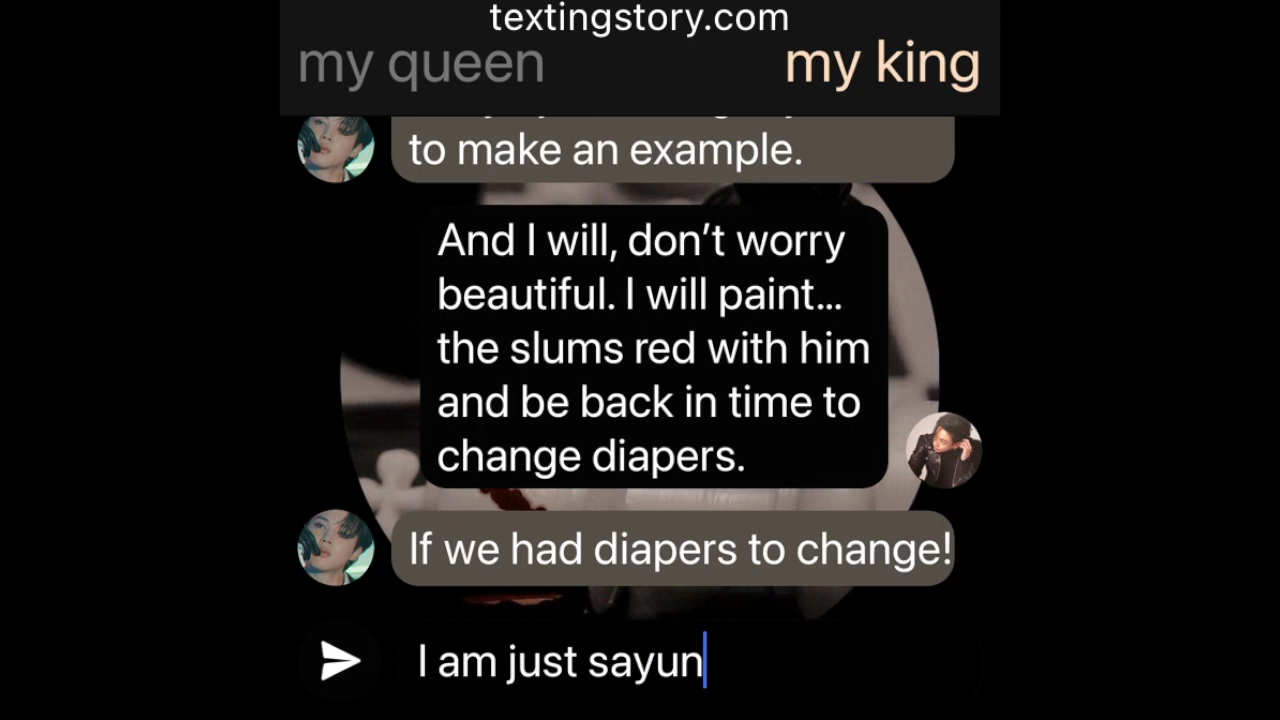 textingstory.com
my queen
my king
to make an example.
And I will, don’t worry
beautiful. I will paint...
the slums red with him
and be back in time to
change diapers.
If we had diapers to change!
I am just sayun